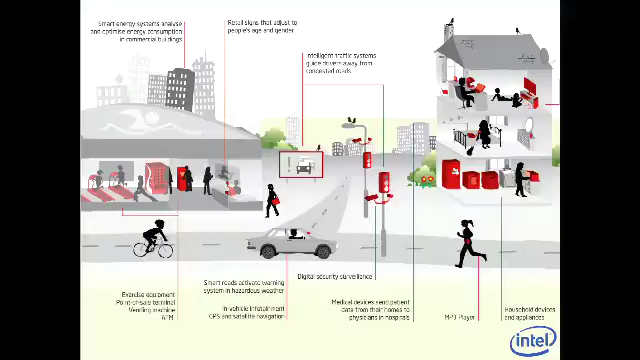 Smart energy systems analyse
and optimise energy consumption
in commercial buildings
Retail signs that adjust to
people's age and gender
Intelligent traffic systems
guide drivers away from
congested roads
Exercise equipment
Point-of-sale terminal
Vending machine
ATM
Smart roads activate warning
system in hazardous weather
In-vehicle infotainment
GPS and satellite navigation
Digital security surveillance
Medical devices send patient
data from their homes to
physicians in hospitals
MP3 Player
Household devices
and appliances
intel